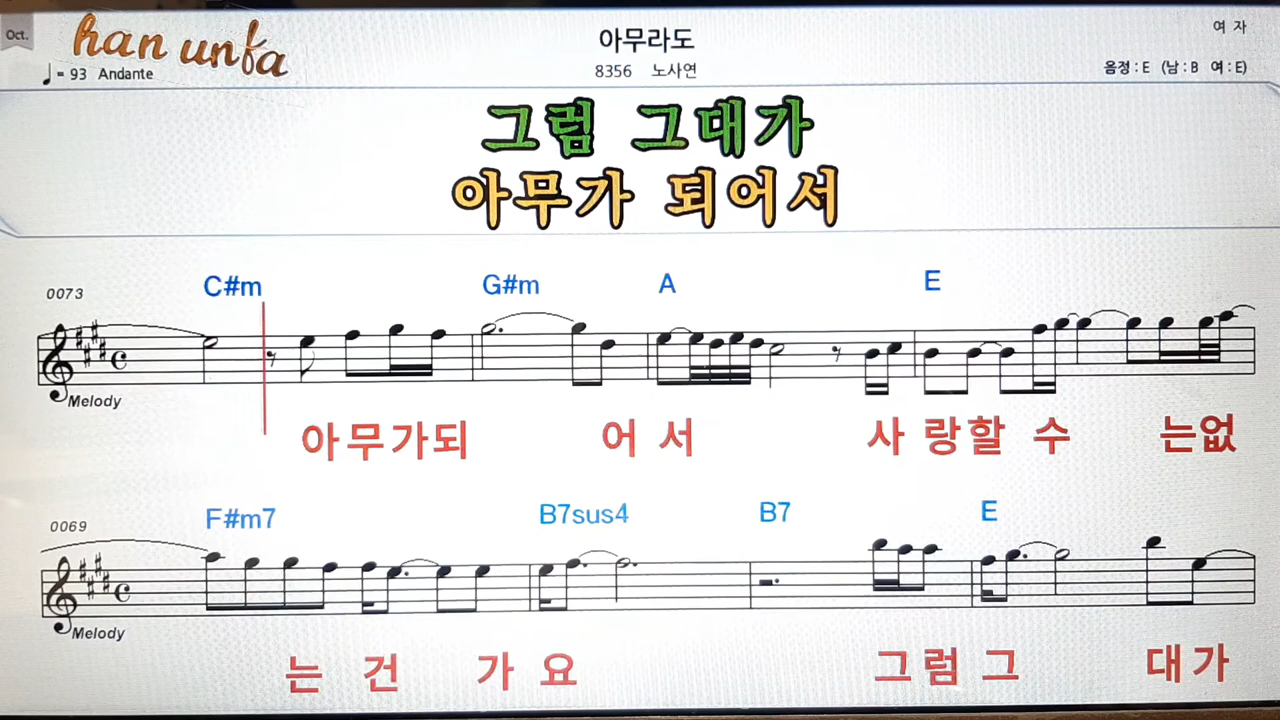 Oct.
han unfa
♩= 93 Andante
아무라도
8356 노사연
여 자
음정 : E (남 : B 여 : E)
그럼 그대가
아무가 되어서
0073
C#m G#m A E
Melody
아무가되 어 서 사 랑할 수 는없
0069
F#m7 B7sus4 B7 E
Melody
는 건 가 요 그럼그 대가